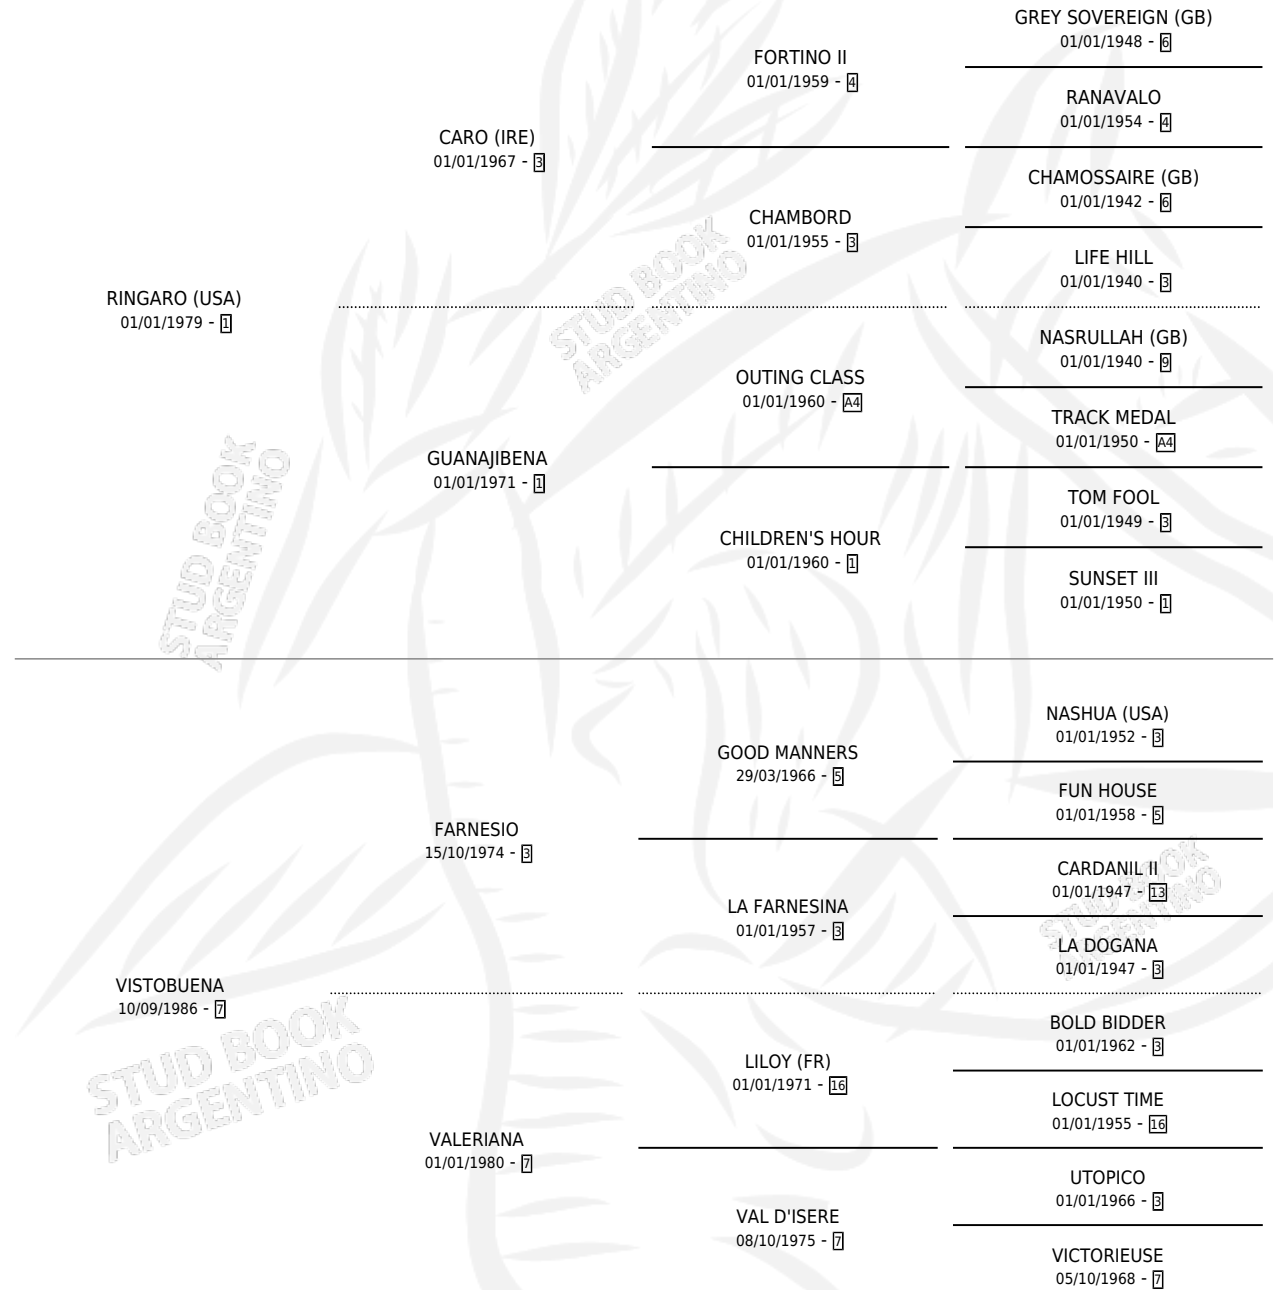 GREY SOVEREIGN (GB)
01/01/1948 - 6
FORTINO II
01/01/1959 - 4
RANAVALO
01/01/1954 - 4
CARO (IRE)
01/01/1967 - 3
CHAMOSSAIRE (GB)
01/01/1942 - 6
CHAMBORD
01/01/1955 - 3
LIFE HILL
01/01/1940 - 3
RINGARO (USA)
01/01/1979 - 1
STUD BOOK
ARGENTINO
NASRULLAH (GB)
01/01/1940 - 9
OUTING CLASS
01/01/1960 - A4
TRACK MEDAL
01/01/1950 - A4
GUANAJIBENA
01/01/1971 - 1
TOM FOOL
01/01/1949 - 3
CHILDREN'S HOUR
01/01/1960 - 1
SUNSET III
01/01/1950 - 1
STUD BOOK
ARGENTINO
NASHUA (USA)
01/01/1952 - 3
GOOD MANNERS
29/03/1966 - 5
FUN HOUSE
01/01/1958 - 5
FARNESIO
15/10/1974 - 3
CARDANIL II
01/01/1947 - 13
LA FARNESINA
01/01/1957 - 3
STUD BOOK
ARGENTINO
LA DOGANA
01/01/1947 - 3
VISTOBUENA
10/09/1986 - 7
BOLD BIDDER
01/01/1962 - 3
STUD BOOK
ARGENTINO
LILOY (FR)
01/01/1971 - 16
LOCUST TIME
01/01/1955 - 16
VALERIANA
01/01/1980 - 7
UTOPICO
01/01/1966 - 3
VAL D'ISERE
08/10/1975 - 7
VICTORIEUSE
05/10/1968 - 7